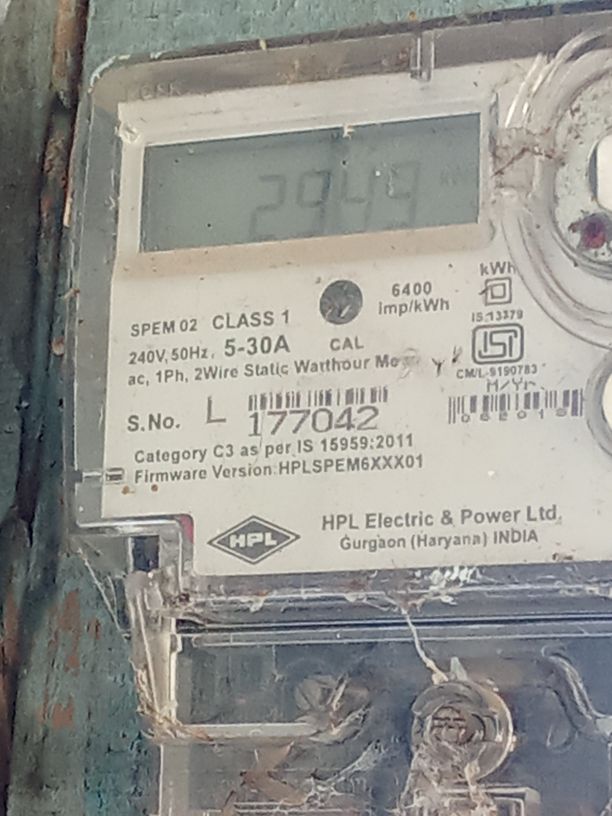 2949
kWh
6400
imp/kWh
SPEM 02 CLASS 1
240V, 50Hz, 5-30A
CAL
IS:13779
ac, 1Ph, 2Wire Static Watthour
CM/L-9190783
M/Yr
S.No. L 177042
Category C3 as per IS 15959:2011
Firmware Version:HPLSPEM6XXX01
HPL
HPL Electric & Power Ltd.
Gurgaon (Haryana) INDIA